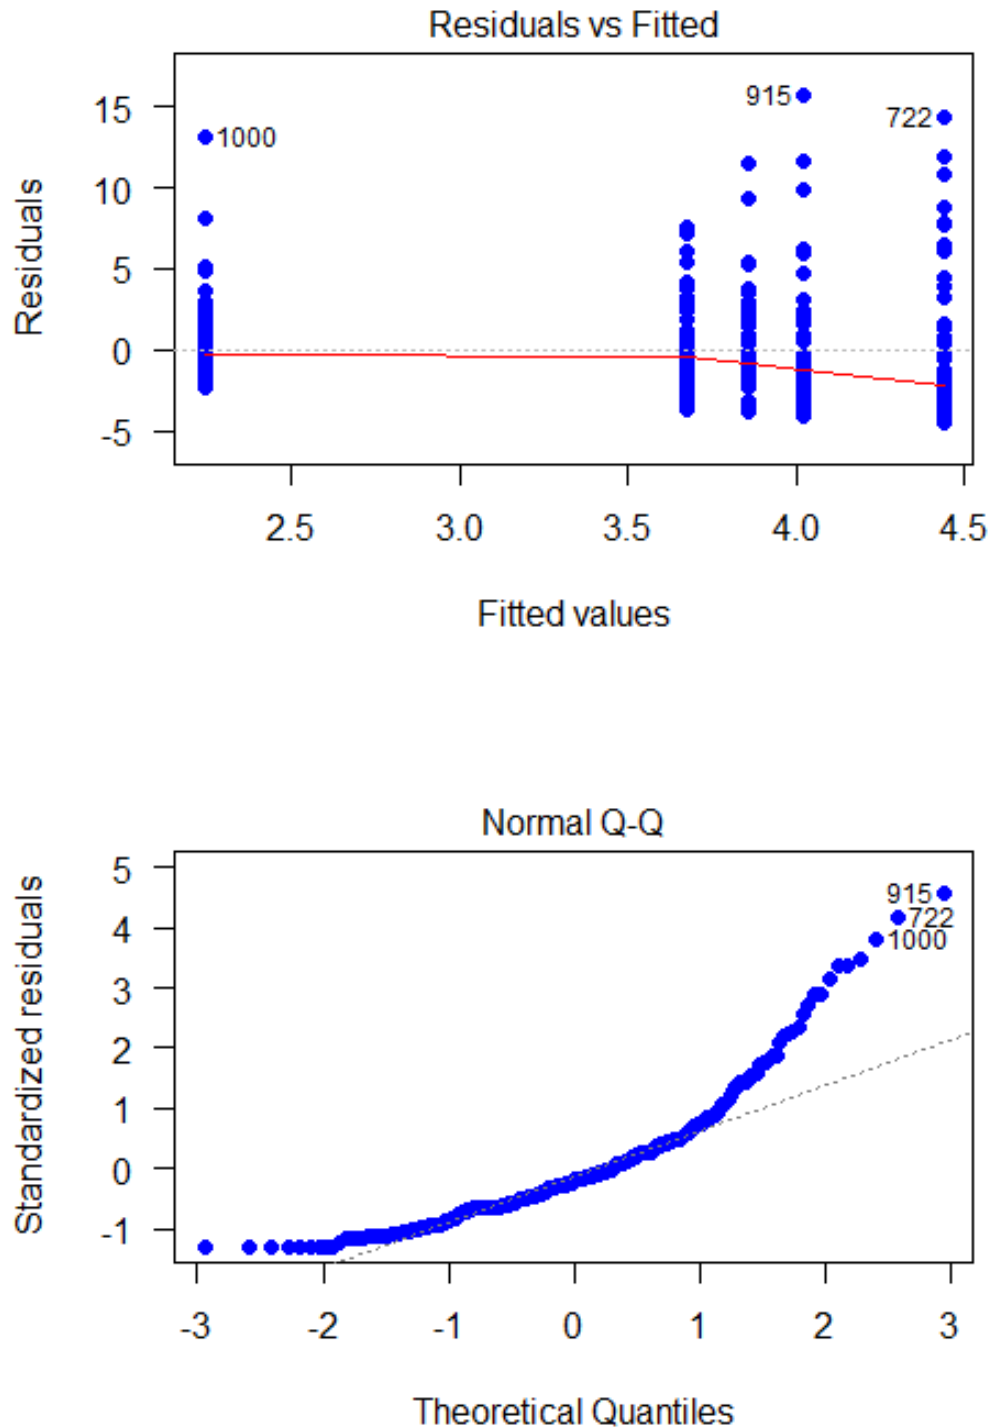 Residuals vs Fitted
Residuals
15
10
5
0
-5
1000
915
722
2.5 3.0 3.5 4.0 4.5
Fitted values
Normal Q-Q
Standardized residuals
5
4
3
2
1
0
-1
915
722
1000
-3 -2 -1 0 1 2 3
Theoretical Quantiles